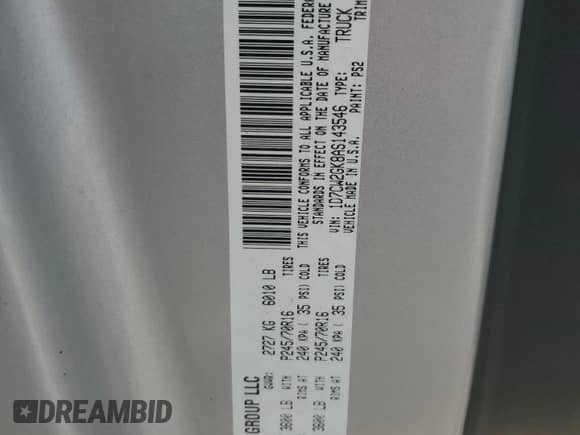 GROUP LLC
GVWR: 2727 KG 6010 LB
3600 LB WITH P245/70R16 TIRES
RIMS AT 240 KPA ( 35 PSI) COLD
3600 LB WITH P245/70R16 TIRES
RIMS AT 240 KPA ( 35 PSI) COLD
THIS VEHICLE CONFORMS TO ALL APPLICABLE U.S.A. FEDERA
STANDARDS IN EFFECT ON THE DATE OF MANUFACTURE
VIN: 1D7CW2GK8AS143546 TYPE: TRUCK
VEHICLE MADE IN U.S.A. PAINT: PS2 TRIM
DREAMBID